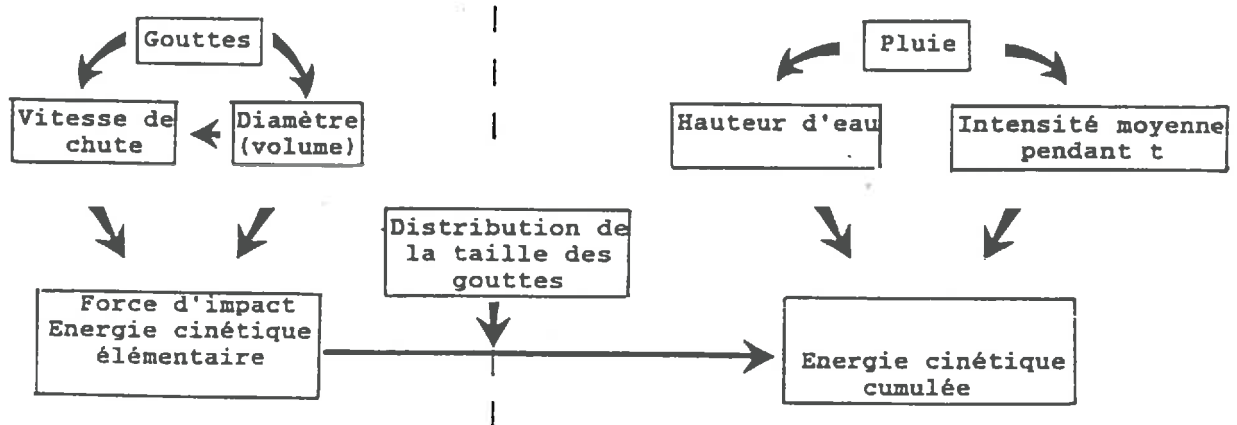 Gouttes
Vitesse de
chute
Diamètre
(volume)
Force d'impact
Energie cinétique
élémentaire
Distribution de
la taille des
gouttes
Pluie
Hauteur d'eau
Intensité moyenne
pendant t
Energie cinétique
cumulée